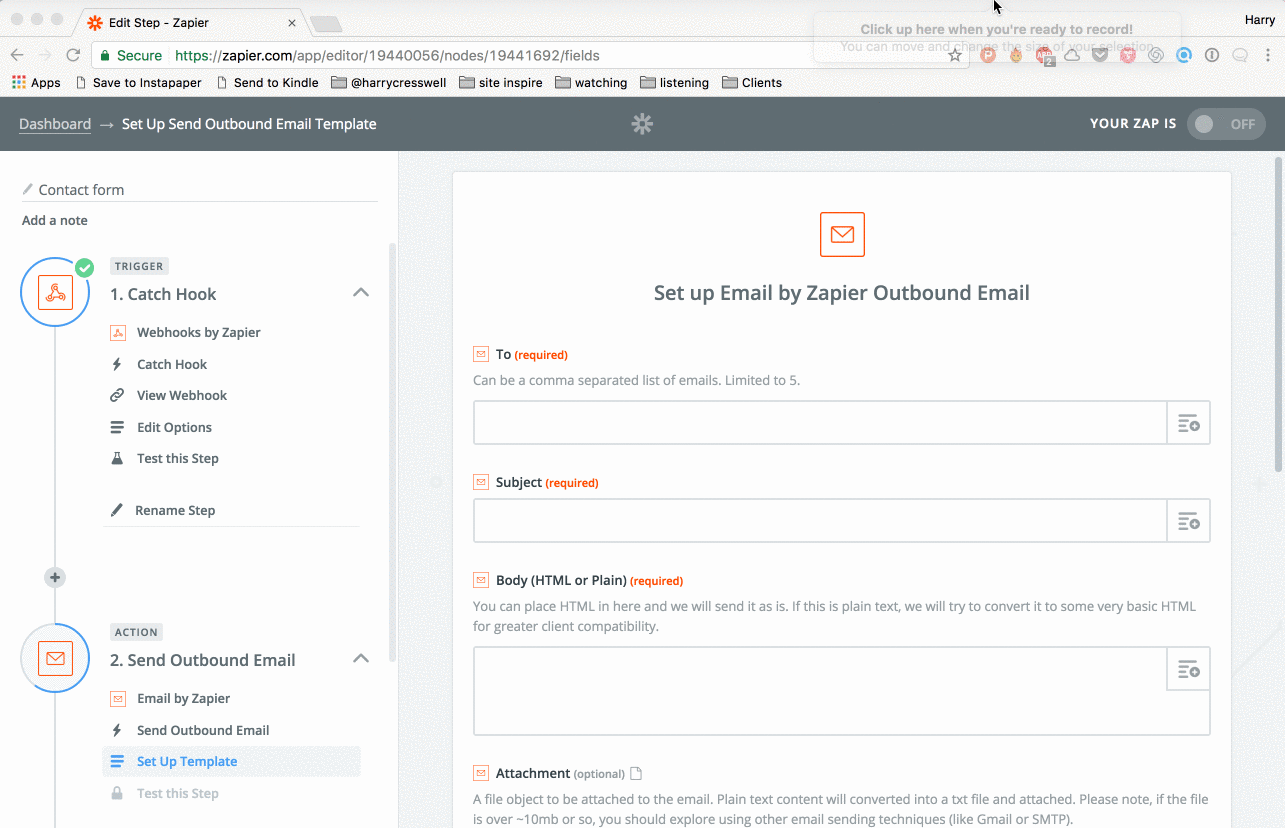 Edit Step - Zapier
Harry
Click up here when you're ready to record!
You can move and change the size of your selection
Secure https://zapier.com/app/editor/19440056/nodes/19441692/fields
2
Apps Save to Instapaper Send to Kindle @harrycresswell site inspire watching listening Clients
Dashboard → Set Up Send Outbound Email Template
YOUR ZAP IS OFF
Contact form
Add a note
TRIGGER
1. Catch Hook
Webhooks by Zapier
Catch Hook
View Webhook
Edit Options
Test this Step
Rename Step
ACTION
2. Send Outbound Email
Email by Zapier
Send Outbound Email
Set Up Template
Test this Step
Set up Email by Zapier Outbound Email
To (required)
Can be a comma separated list of emails. Limited to 5.
Subject (required)
Body (HTML or Plain) (required)
You can place HTML in here and we will send it as is. If this is plain text, we will try to convert it to some very basic HTML
for greater client compatibility.
Attachment (optional)
A file object to be attached to the email. Plain text content will converted into a txt file and attached. Please note, if the file
is over ~10mb or so, you should explore using other email sending techniques (like Gmail or SMTP).